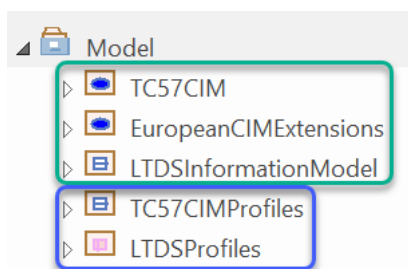 Model
TC57CIM
EuropeanCIMExtensions
LTDSInformationModel
TC57CIMProfiles
LTDSProfiles